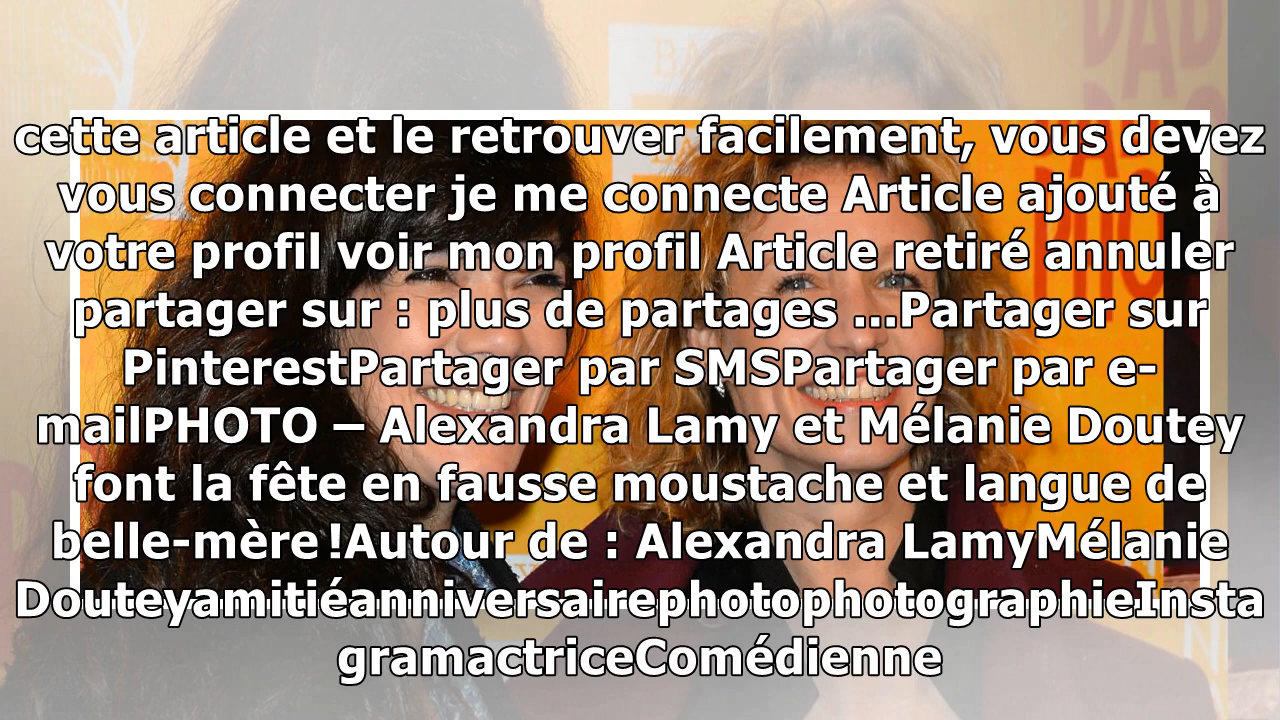 cette article et le retrouver facilement, vous devez
vous connecter je me connecte Article ajouté à
votre profil voir mon profil Article retiré annuler
partager sur : plus de partages ...Partager sur
PinterestPartager par SMSPartager par e-
mailPHOTO – Alexandra Lamy et Mélanie Doutey
font la fête en fausse moustache et langue de
belle-mère !Autour de : Alexandra LamyMélanie
DouteyamitiéanniversairephotophotographieInsta
gramactriceComédienne